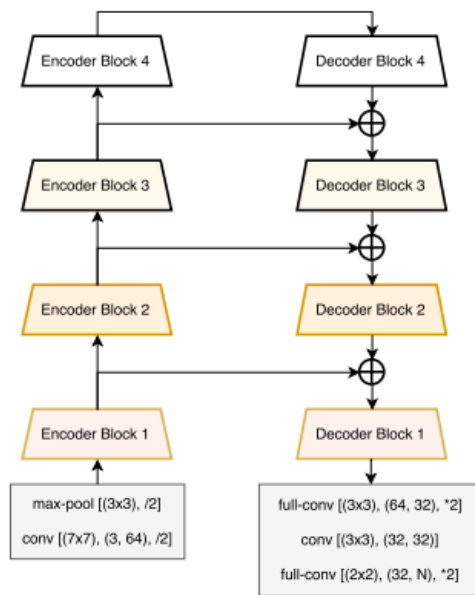 Encoder Block 4
Decoder Block 4
Encoder Block 3
Decoder Block 3
Encoder Block 2
Decoder Block 2
Encoder Block 1
Decoder Block 1
max-pool [(3x3), /2]
conv [(7x7), (3, 64), /2]
full-conv [(3x3), (64, 32), *2]
conv [(3x3), (32, 32)]
full-conv [(2x2), (32, N), *2]